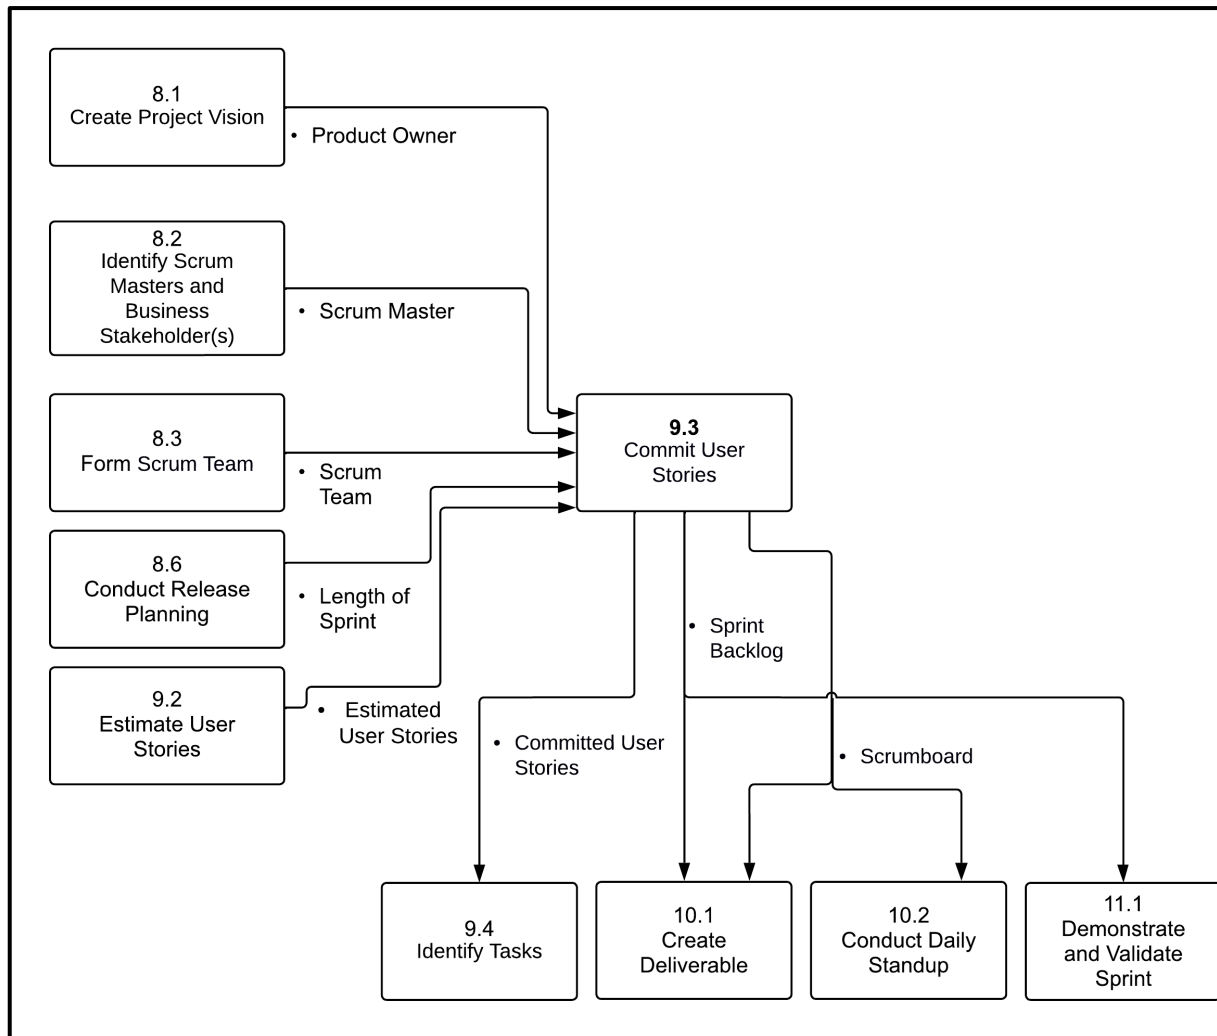 8.1
Create Project Vision
• Product Owner
8.2
Identify Scrum
Masters and
Business
Stakeholder(s)
• Scrum Master
8.3
Form Scrum Team
• Scrum
Team
9.3
Commit User
Stories
8.6
Conduct Release
Planning
• Length of
Sprint
• Sprint
Backlog
9.2
Estimate User
Stories
• Estimated
User Stories
• Committed User
Stories
• Scrumboard
9.4
Identify Tasks
10.1
Create
Deliverable
10.2
Conduct Daily
Standup
11.1
Demonstrate
and Validate
Sprint